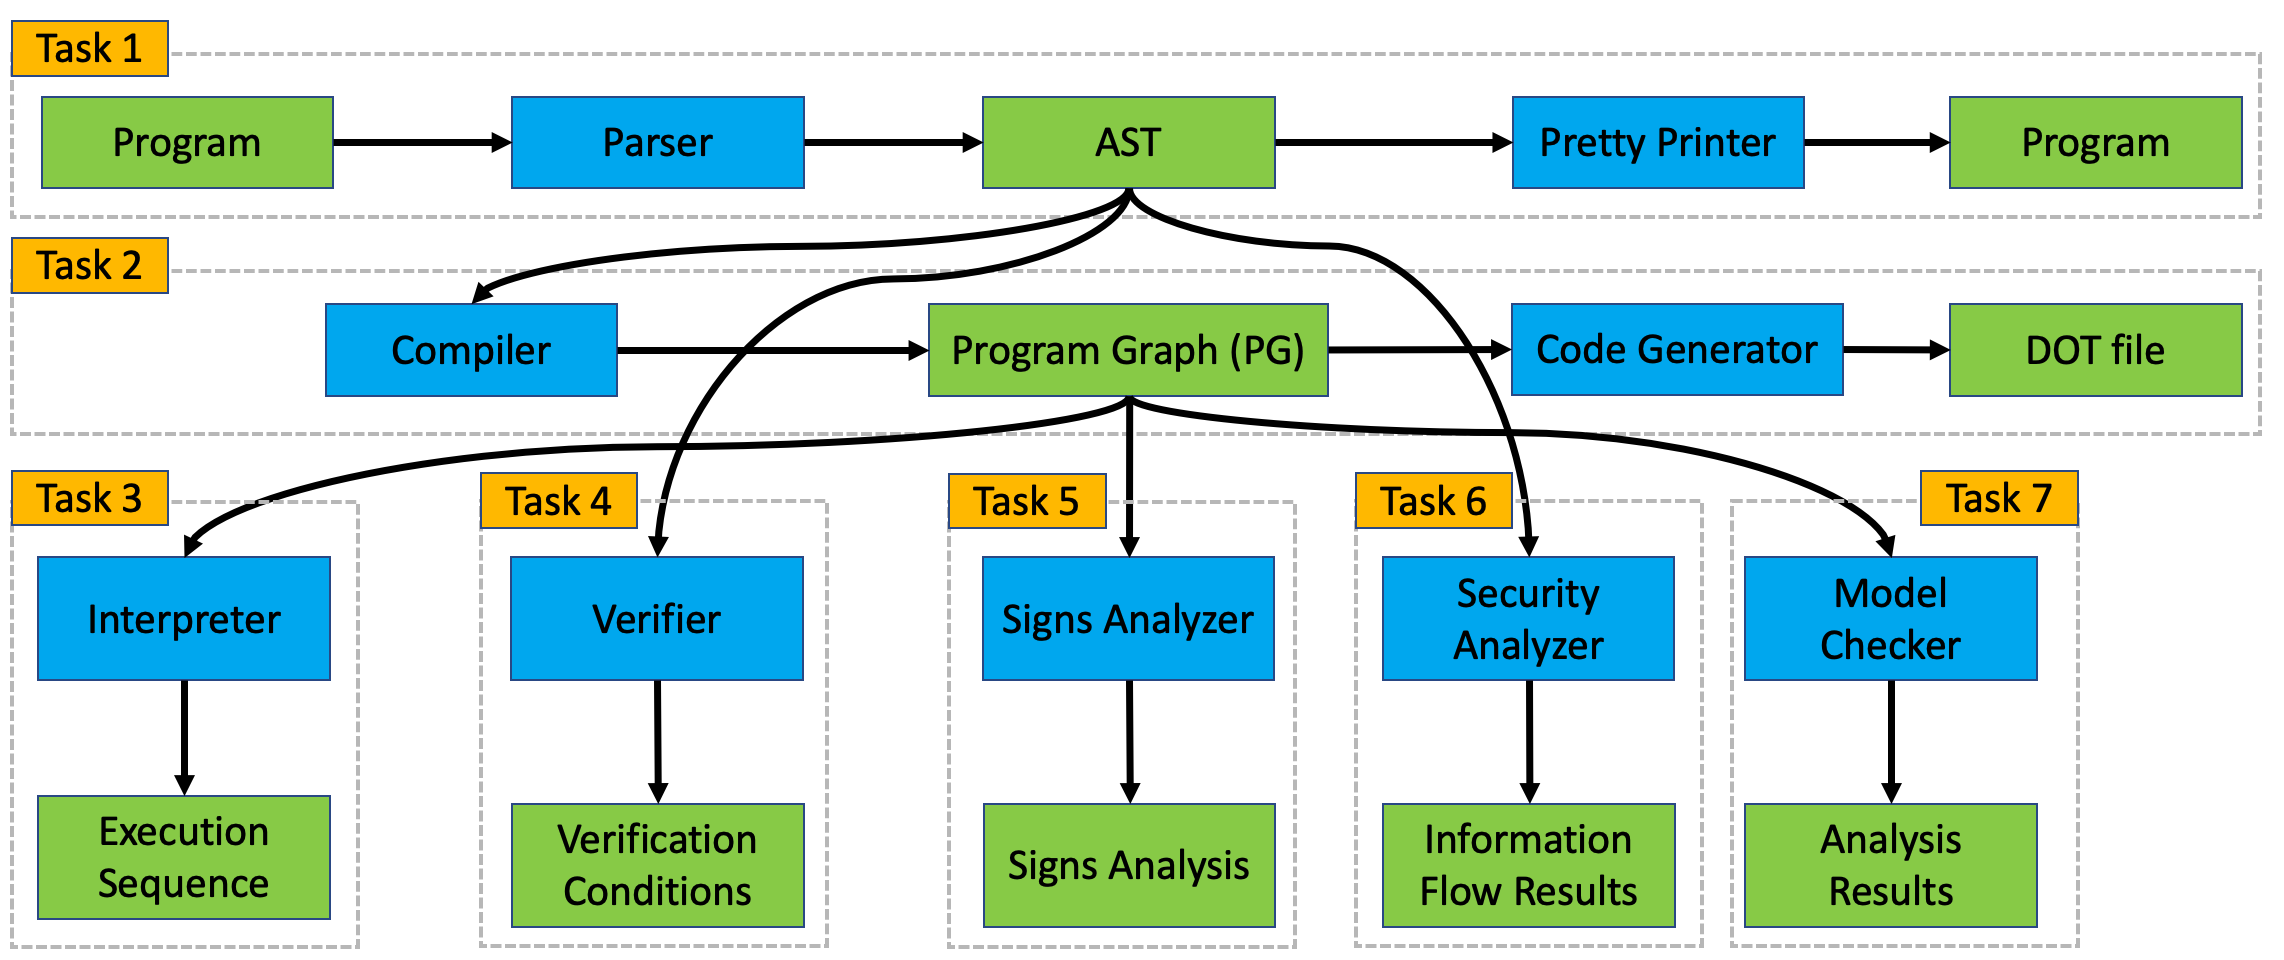 Task 1
Program
Parser
AST
Pretty Printer
Program
Task 2
Compiler
Program Graph (PG)
Code Generator
DOT file
Task 3
Interpreter
Execution
Sequence
Task 4
Verifier
Verification
Conditions
Task 5
Signs Analyzer
Signs Analysis
Task 6
Security
Analyzer
Information
Flow Results
Task 7
Model
Checker
Analysis
Results